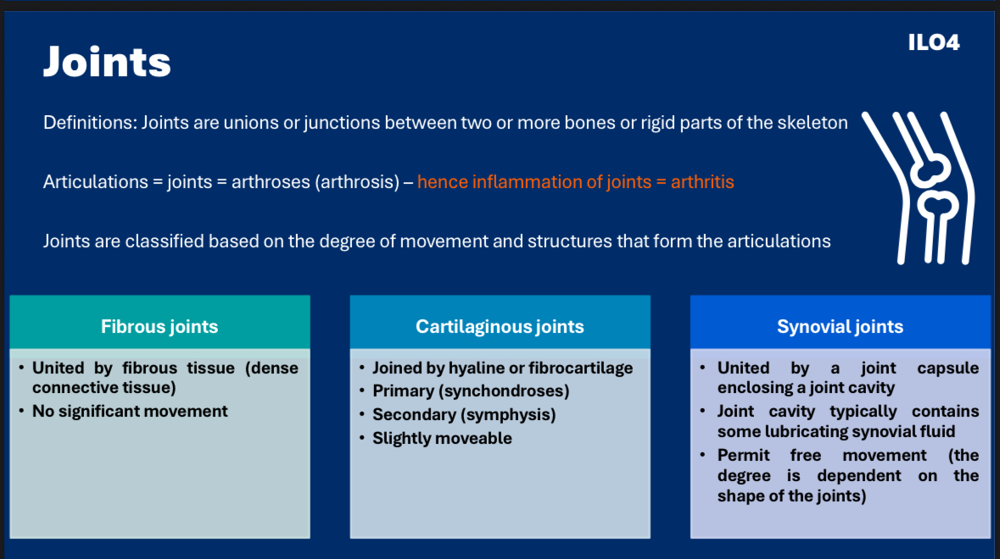 ILO4
Joints
Definitions: Joints are unions or junctions between two or more bones or rigid parts of the skeleton
Articulations = joints = arthroses (arthrosis) – hence inflammation of joints = arthritis
Joints are classified based on the degree of movement and structures that form the articulations
Fibrous joints
• United by fibrous tissue (dense
connective tissue)
• No significant movement
Cartilaginous joints
• Joined by hyaline or fibrocartilage
• Primary (synchondroses)
• Secondary (symphysis)
• Slightly moveable
Synovial joints
• United by a joint capsule
enclosing a joint cavity
• Joint cavity typically contains
some lubricating synovial fluid
• Permit free movement (the
degree is dependent on the
shape of the joints)